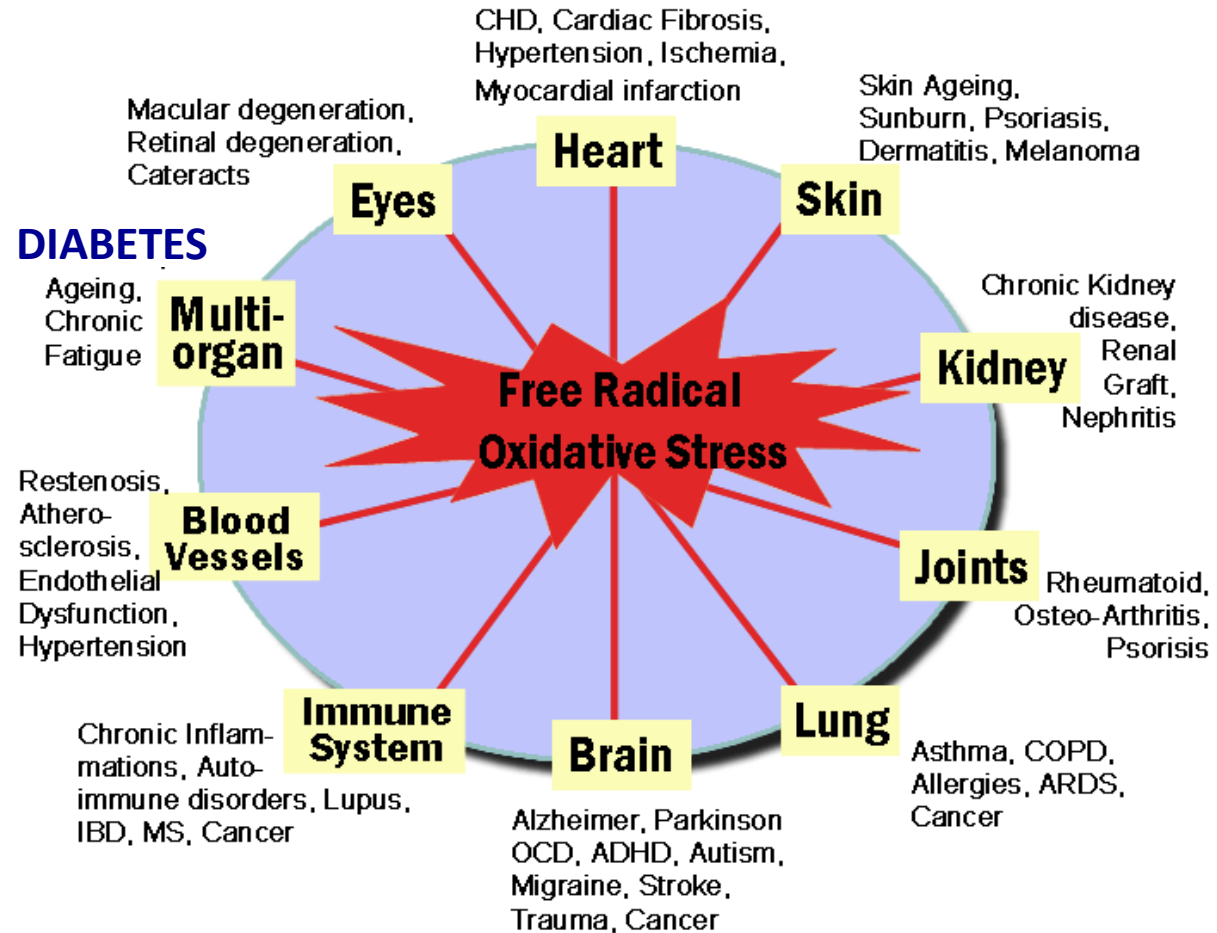 CHD, Cardiac Fibrosis,
Hypertension, Ischemia,
Myocardial infarction
Heart
Skin Ageing,
Sunburn, Psoriasis,
Dermatitis, Melanoma
Skin
Macular degeneration,
Retinal degeneration,
Cateracts
Eyes
DIABETES
Ageing,
Chronic
Fatigue
Multi-
organ
Chronic Kidney
disease,
Renal
Graft,
Nephritis
Kidney
Free Radical
Oxidative Stress
Restenosis,
Athero-
sclerosis,
Endothelial
Dysfunction,
Hypertension
Blood
Vessels
Joints
Rheumatoid,
Osteo-Arthritis,
Psorisis
Immune
System
Chronic Inflam-
mations, Auto-
immune disorders, Lupus,
IBD, MS, Cancer
Brain
Alzheimer, Parkinson
OCD, ADHD, Autism,
Migraine, Stroke,
Trauma, Cancer
Lung
Asthma, COPD,
Allergies, ARDS,
Cancer